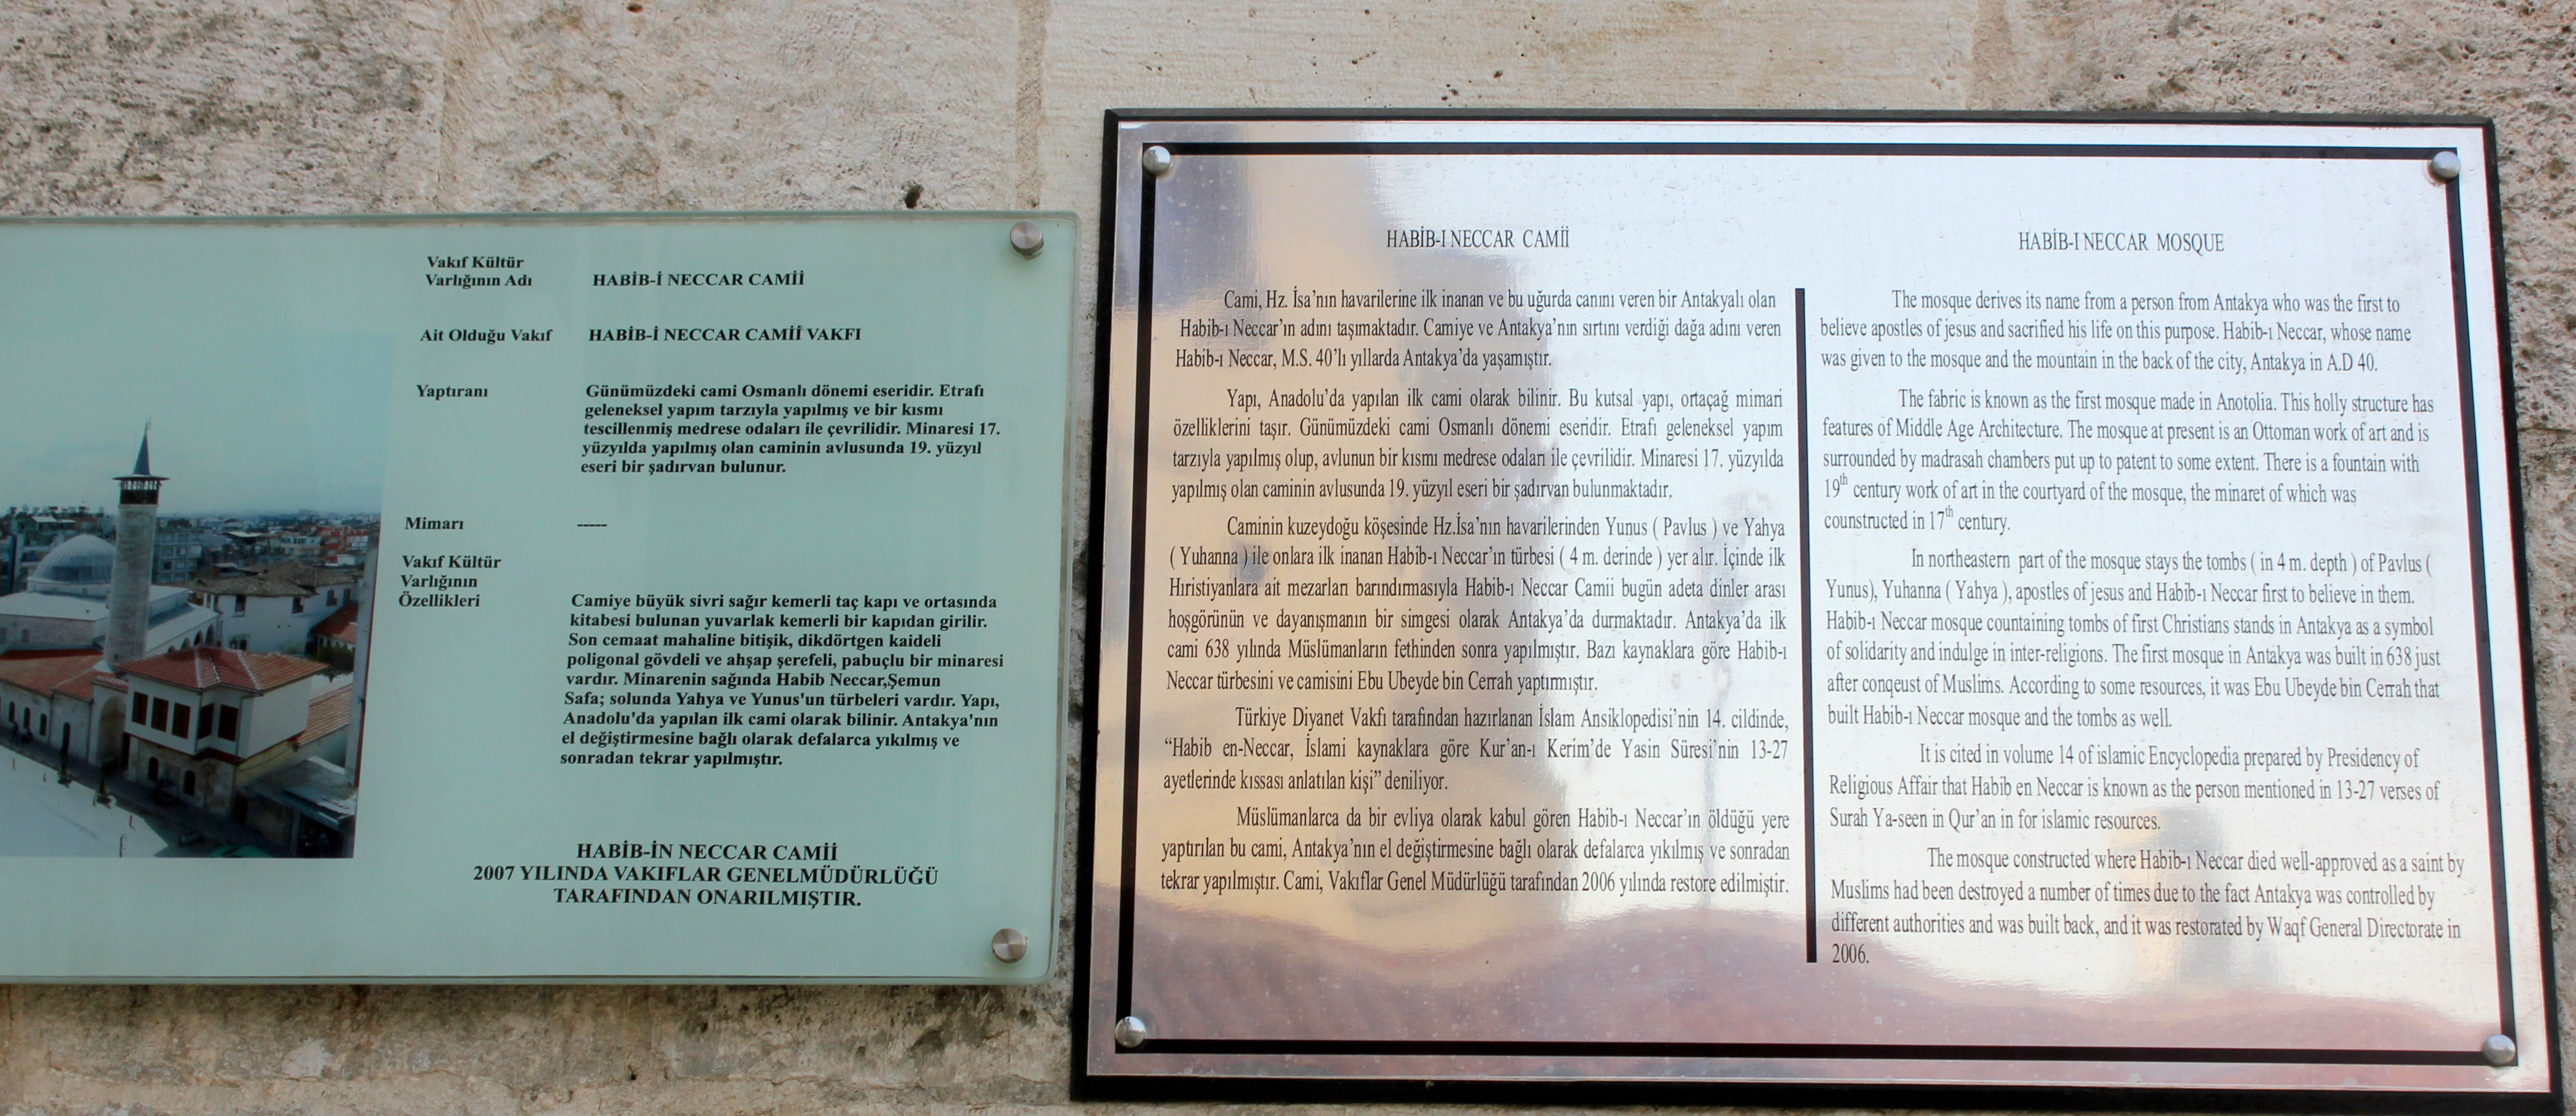 Vakıf Kültür
Varlığının Adı
HABİB-İ NECCAR CAMİİ
Ait Olduğu Vakıf
HABİB-İ NECCAR CAMİİ VAKFI
Yaptıranı
Günümüzdeki cami Osmanlı dönemi eseridir. Etrafı
geleneksel yapım tarzıyla yapılmış ve bir kısmı
tescillenmiş medrese odaları ile çevrilidir. Minaresi 17.
yüzyılda yapılmış olan caminin avlusunda 19. yüzyıl
eseri bir şadırvan bulunur.
Mimarı
-----
Vakıf Kültür
Varlığının
Özellikleri
Camiye büyük sivri sağır kemerli taç kapı ve ortasında
kitabesi bulunan yuvarlak kemerli bir kapıdan girilir.
Son cemaat mahaline bitişik, dikdörtgen kaideli
poligonal gövdeli ve ahşap şerefeli, pabuçlu bir minaresi
vardır. Minarenin sağında Habib Neccar,Şemun
Safa; solunda Yahya ve Yunus'un türbeleri vardır. Yapı,
Anadolu'da yapılan ilk cami olarak bilinir. Antakya'nın
el değiştirmesine bağlı olarak defalarca yıkılmış ve
sonradan tekrar yapılmıştır.
HABİB-İN NECCAR CAMİİ
2007 YILINDA VAKIFLAR GENELMÜDÜRLÜĞÜ
TARAFINDAN ONARILMIŞTIR.
HABİB-I NECCAR CAMİİ
Cami, Hz. İsa'nın havarilerine ilk inanan ve bu uğurda canını veren bir Antakyalı olan
Habib-ı Neccar'ın adını taşımaktadır. Camiye ve Antakya'nın sırtını verdiği dağa adını veren
Habib-ı Neccar, M.S. 40'lı yıllarda Antakya'da yaşamıştır.
Yapı, Anadolu'da yapılan ilk cami olarak bilinir. Bu kutsal yapı, ortaçağ mimari
özelliklerini taşır. Günümüzdeki cami Osmanlı dönemi eseridir. Etrafı geleneksel yapım
tarzıyla yapılmış olup, avlunun bir kısmı medrese odaları ile çevrilidir. Minaresi 17. yüzyılda
yapılmış olan caminin avlusunda 19. yüzyıl eseri bir şadırvan bulunmaktadır.
Caminin kuzeydoğu köşesinde Hz.İsa'nın havarilerinden Yunus ( Pavlus ) ve Yahya
( Yuhanna ) ile onlara ilk inanan Habib-ı Neccar'ın türbesi ( 4 m. derinde ) yer alır. İçinde ilk
Hıristiyanlara ait mezarları barındırmasıyla Habib-ı Neccar Camii bugün adeta dinler arası
hoşgörünün ve dayanışmanın bir simgesi olarak Antakya'da durmaktadır. Antakya'da ilk
cami 638 yılında Müslümanların fethinden sonra yapılmıştır. Bazı kaynaklara göre Habib-ı
Neccar türbesini ve camisini Ebu Ubeyde bin Cerrah yaptırmıştır.
Türkiye Diyanet Vakfı tarafından hazırlanan İslam Ansiklopedisi'nin 14. cildinde,
“Habib en-Neccar, İslami kaynaklara göre Kur'an-ı Kerim'de Yasin Süresi'nin 13-27
ayetlerinde kıssası anlatılan kişi” deniliyor.
Müslümanlarca da bir evliya olarak kabul gören Habib-ı Neccar'ın öldüğü yere
yaptırılan bu cami, Antakya'nın el değiştirmesine bağlı olarak defalarca yıkılmış ve sonradan
tekrar yapılmıştır. Cami, Vakıflar Genel Müdürlüğü tarafından 2006 yılında restore edilmiştir.
HABİB-I NECCAR MOSQUE
The mosque derives its name from a person from Antakya who was the first to
believe apostles of jesus and sacrified his life on this purpose. Habib-ı Neccar, whose name
was given to the mosque and the mountain in the back of the city, Antakya in A.D 40.
The fabric is known as the first mosque made in Anotolia. This holly structure has
features of Middle Age Architecture. The mosque at present is an Ottoman work of art and is
surrounded by madrasah chambers put up to patent to some extent. There is a fountain with
19th century work of art in the courtyard of the mosque, the minaret of which was
counstructed in 17th century.
In northeastern part of the mosque stays the tombs ( in 4 m. depth ) of Pavlus (
Yunus), Yuhanna ( Yahya ), apostles of jesus and Habib-ı Neccar first to believe in them.
Habib-ı Neccar mosque countaining tombs of first Christians stands in Antakya as a symbol
of solidarity and indulge in inter-religions. The first mosque in Antakya was built in 638 just
after conqeust of Muslims. According to some resources, it was Ebu Ubeyde bin Cerrah that
built Habib-ı Neccar mosque and the tombs as well.
It is cited in volume 14 of islamic Encyclopedia prepared by Presidency of
Religious Affair that Habib en Neccar is known as the person mentioned in 13-27 verses of
Surah Ya-seen in Qur'an in for islamic resources.
The mosque constructed where Habib-ı Neccar died well-approved as a saint by
Muslims had been destroyed a number of times due to the fact Antakya was controlled by
different authorities and was built back, and it was restorated by Waqf General Directorate in
2006.